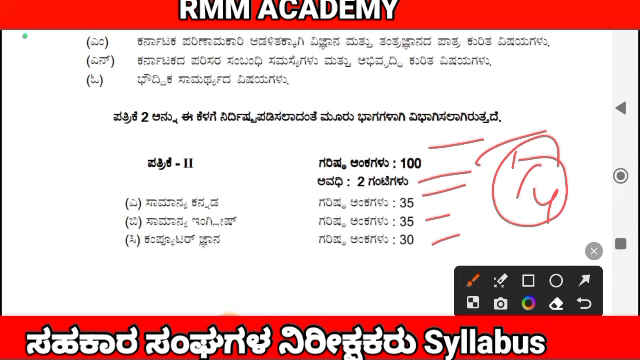 RMM ACADEMY
(ಎಂ) ಕರ್ನಾಟಕ ಪರಿಣಾಮಕಾರಿ ಆಡಳಿತಕ್ಕಾಗಿ ವಿಜ್ಞಾನ ಮತ್ತು ತಂತ್ರಜ್ಞಾನದ ಪಾತ್ರ ಕುರಿತ ವಿಷಯಗಳು.
(ಎನ್) ಕರ್ನಾಟಕದ ಪರಿಸರ ಸಂಬಂಧಿ ಸಮಸ್ಯೆಗಳು ಮತ್ತು ಅಭಿವೃದ್ಧಿ ಕುರಿತ ವಿಷಯಗಳು.
(ಓ) ಭೌದ್ಧಿಕ ಸಾಮರ್ಥ್ಯದ ವಿಷಯಗಳು.
ಪತ್ರಿಕೆ 2 ಅನ್ನು ಈ ಕೆಳಗೆ ನಿರ್ದಿಷ್ಟಪಡಿಸಲಾದಂತೆ ಮೂರು ಭಾಗಗಳಾಗಿ ವಿಭಾಗಿಸಲಾಗಿರುತ್ತದೆ.
ಪತ್ರಿಕೆ - II ಗರಿಷ್ಠ ಅಂಕಗಳು : 100
ಅವಧಿ : 2 ಗಂಟೆಗಳು
(ಎ) ಸಾಮಾನ್ಯ ಕನ್ನಡ ಗರಿಷ್ಠ ಅಂಕಗಳು : 35
(ಬಿ) ಸಾಮಾನ್ಯ ಇಂಗ್ಲೀಷ್ ಗರಿಷ್ಠ ಅಂಕಗಳು : 35
(ಸಿ) ಕಂಪ್ಯೂಟರ್ ಜ್ಞಾನ ಗರಿಷ್ಠ ಅಂಕಗಳು : 30
ಸಹಕಾರ ಸಂಘಗಳ ನಿರೀಕ್ಷಕರು Syllabus